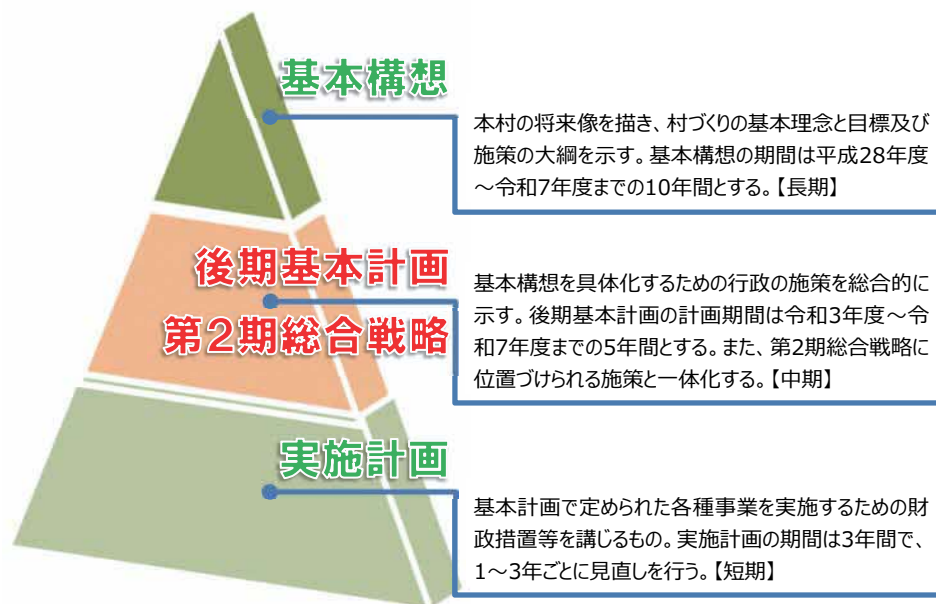 基本構想
本村の将来像を描き、村づくりの基本理念と目標及び
施策の大綱を示す。基本構想の期間は平成28年度
～令和7年度までの10年間とする。【長期】
後期基本計画
第２期総合戦略
基本構想を具体化するための行政の施策を総合的に
示す。後期基本計画の計画期間は令和3年度～令
和7年度までの5年間とする。また、第2期総合戦略に
位置づけられる施策と一体化する。【中期】
実施計画
基本計画で定められた各種事業を実施するための財
政措置等を講じるもの。実施計画の期間は3年間で、
1～3年ごとに見直しを行う。【短期】